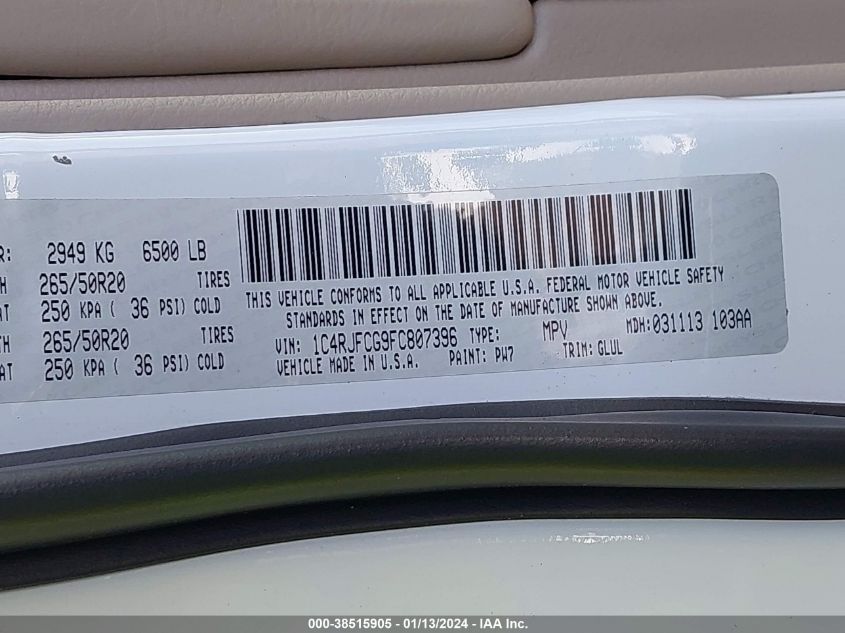 R: 2949 KG 6500 LB
TH 265/50R20 TIRES
AT 250 KPA ( 36 PSI) COLD
TH 265/50R20 TIRES
AT 250 KPA ( 36 PSI) COLD
THIS VEHICLE CONFORMS TO ALL APPLICABLE U.S.A. FEDERAL MOTOR VEHICLE SAFETY
STANDARDS IN EFFECT ON THE DATE OF MANUFACTURE SHOWN ABOVE.
VIN: 1C4RJFCG9FC807396 TYPE: MPV MDH:031113 103AA
VEHICLE MADE IN U.S.A. PAINT: PW7 TRIM: GLUL
000-38515905 - 01/13/2024 - IAA Inc.